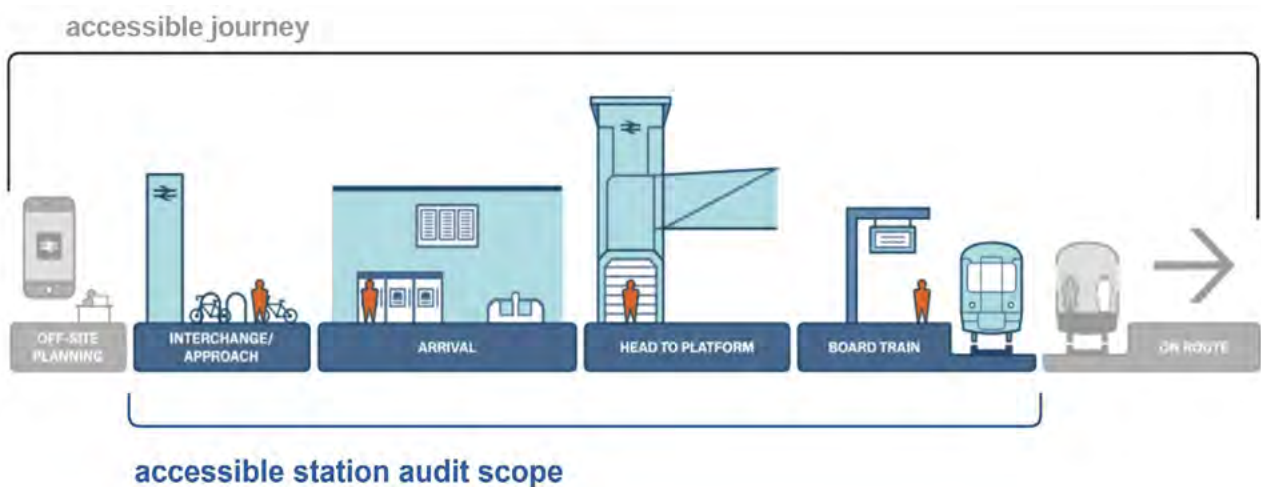 accessible journey
OFF-SITE
PLANNING
INTERCHANGE/
APPROACH
ARRIVAL
HEAD TO PLATFORM
BOARD TRAIN
ON ROUTE
accessible station audit scope